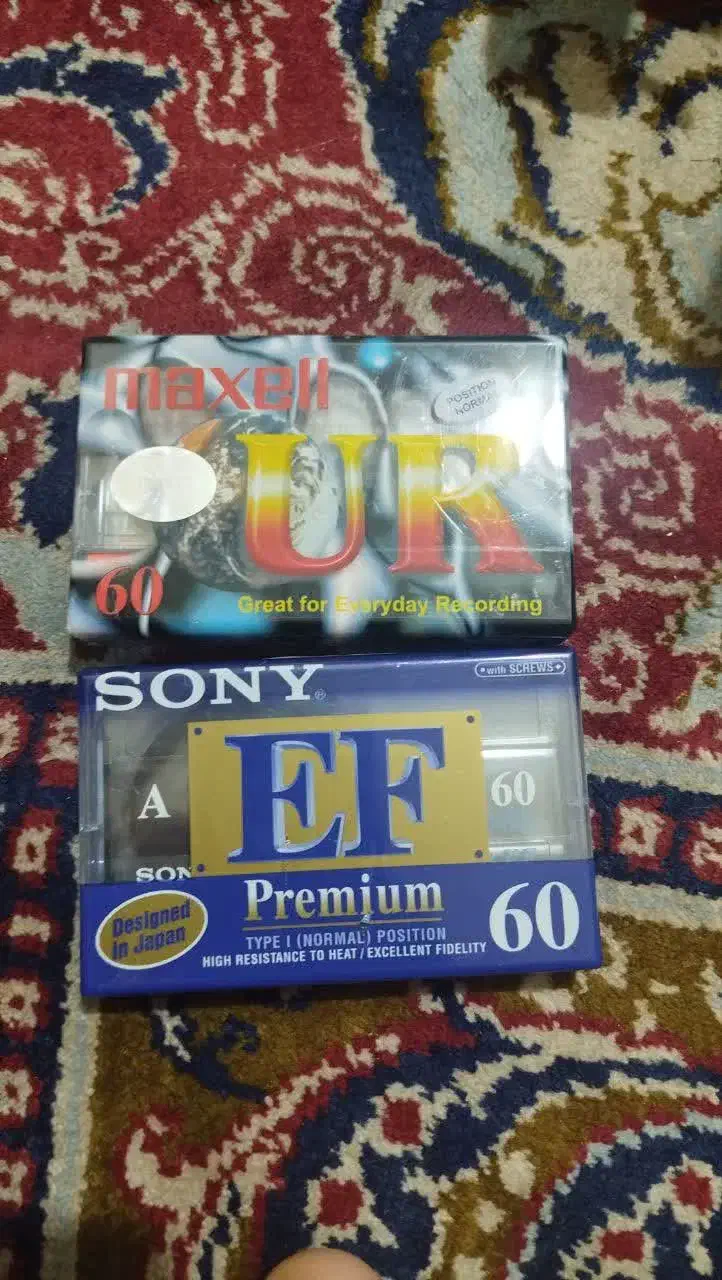 maxell
POSITION
NORMAL
UR
60
Great for Everyday Recording
SONY
with SCREWS
EF
A
60
SON
Premium
60
Designed
in Japan
TYPE I (NORMAL) POSITION
HIGH RESISTANCE TO HEAT / EXCELLENT FIDELITY